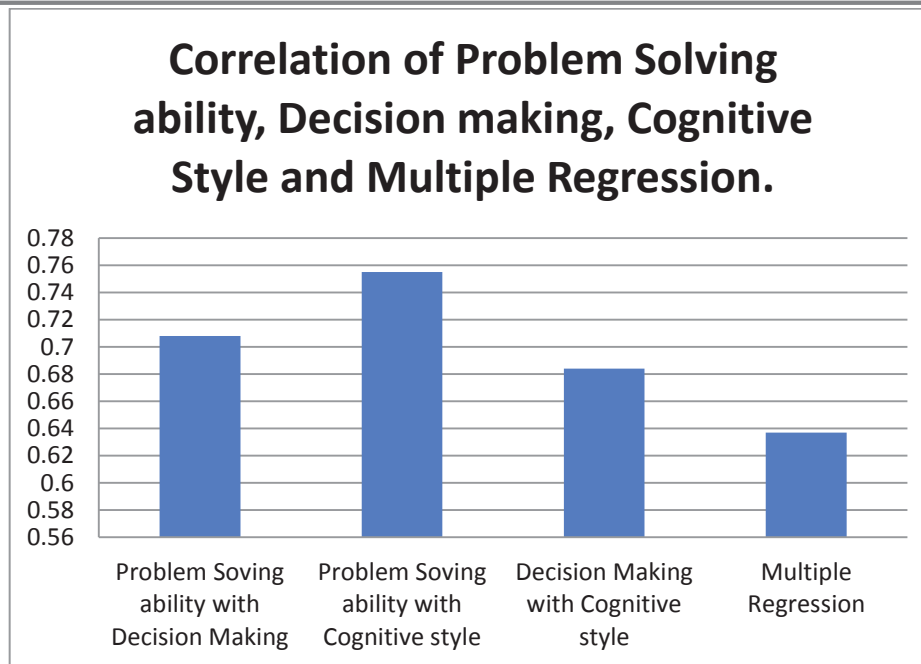 Correlation of Problem Solving
ability, Decision making, Cognitive
Style and Multiple Regression.
0.78
0.76
0.74
0.72
0.7
0.68
0.66
0.64
0.62
0.6
0.58
0.56
Problem Soving
ability with
Decision Making
Problem Soving
ability with
Cognitive style
Decision Making
with Cognitive
style
Multiple
Regression